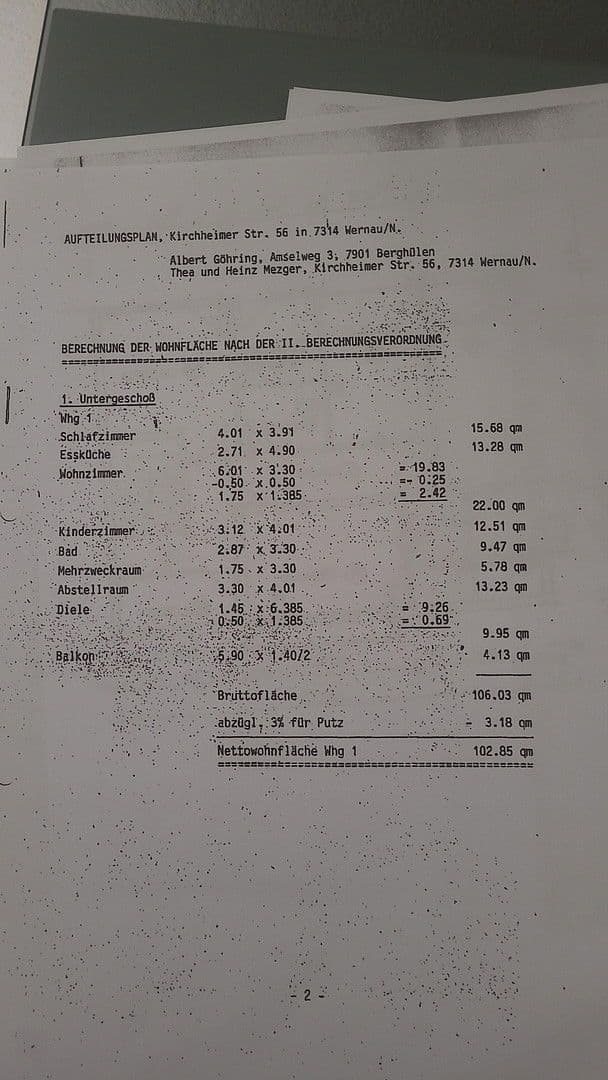 AUFTEILUNGSPLAN, Kirchheimer Str. 56 in 7314 Wernau/N.
Albert Göhring, Amselweg 3, 7901 Berghülen
Thea und Heinz Mezger, Kirchheimer Str. 56, 7314 Wernau/N.
BERECHNUNG DER WOHNFLÄCHE NACH DER II. BERECHNUNGSVERORDNUNG
1. Untergeschoß
Whg 1
Schlafzimmer 4.01 x 3.91 15.68 qm
Essküche 2.71 x 4.90 13.28 qm
Wohnzimmer 6.01 x 3.30 = 19.83
-0.50 x 0.50 =- 0.25
1.75 x 1.385 = 2.42
22.00 qm
Kinderzimmer 3.12 x 4.01 12.51 qm
Bad 2.87 x 3.30 9.47 qm
Mehrzweckraum 1.75 x 3.30 5.78 qm
Abstellraum 3.30 x 4.01 13.23 qm
Diele 1.45 x 6.385 = 9.26
0.50 x 1.385 = 0.69
9.95 qm
Balkon 5.90 x 1.40/2 4.13 qm
Bruttofläche 106.03 qm
abzügl. 3% für Putz - 3.18 qm
Nettowohnfläche Whg 1 102.85 qm
- 2 -